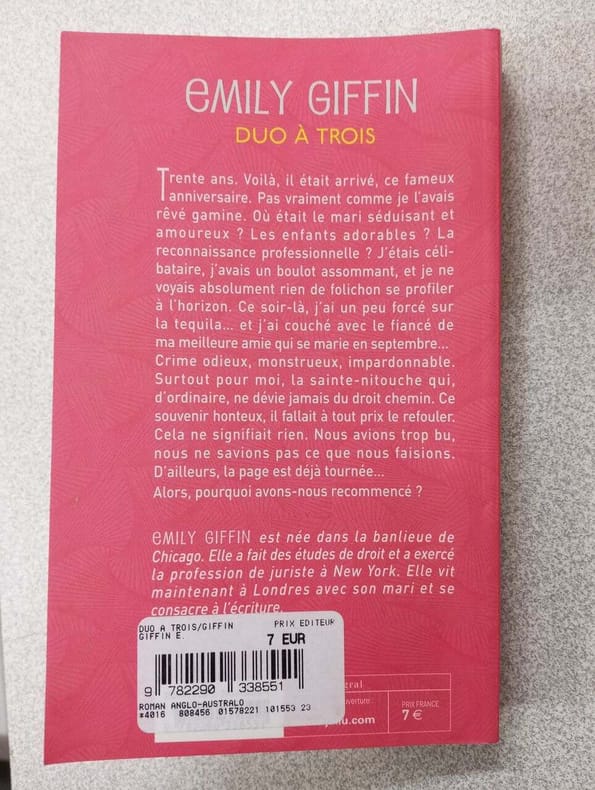 EMILY GIFFIN
DUO À TROIS
Trente ans. Voilà, il était arrivé, ce fameux
anniversaire. Pas vraiment comme je l'avais
rêvé gamine. Où était le mari séduisant et
amoureux ? Les enfants adorables ? La
reconnaissance professionnelle ? J'étais céli-
bataire, j'avais un boulot assommant, et je ne
voyais absolument rien de folichon se profiler
à l'horizon. Ce soir-là, j'ai un peu forcé sur
la tequila... et j'ai couché avec le fiancé de
ma meilleure amie qui se marie en septembre...
Crime odieux, monstrueux, impardonnable.
Surtout pour moi, la sainte-nitouche qui,
d'ordinaire, ne dévie jamais du droit chemin. Ce
souvenir honteux, il fallait à tout prix le refouler.
Cela ne signifiait rien. Nous avions trop bu,
nous ne savions pas ce que nous faisions.
D'ailleurs, la page est déjà tournée...
Alors, pourquoi avons-nous recommencé ?
EMILY GIFFIN est née dans la banlieue de
Chicago. Elle a fait des études de droit et a exercé
la profession de juriste à New York. Elle vit
maintenant à Londres avec son mari et se
consacre à l'écriture.
DUO A TROIS/GIFFIN PRIX EDITEUR
GIFFIN E. 7 EUR
9 782290 338551
ROMAN ANGLO-AUSTRALO
*4016 808456 01578221 101553 23
PRIX FRANCE
7 €